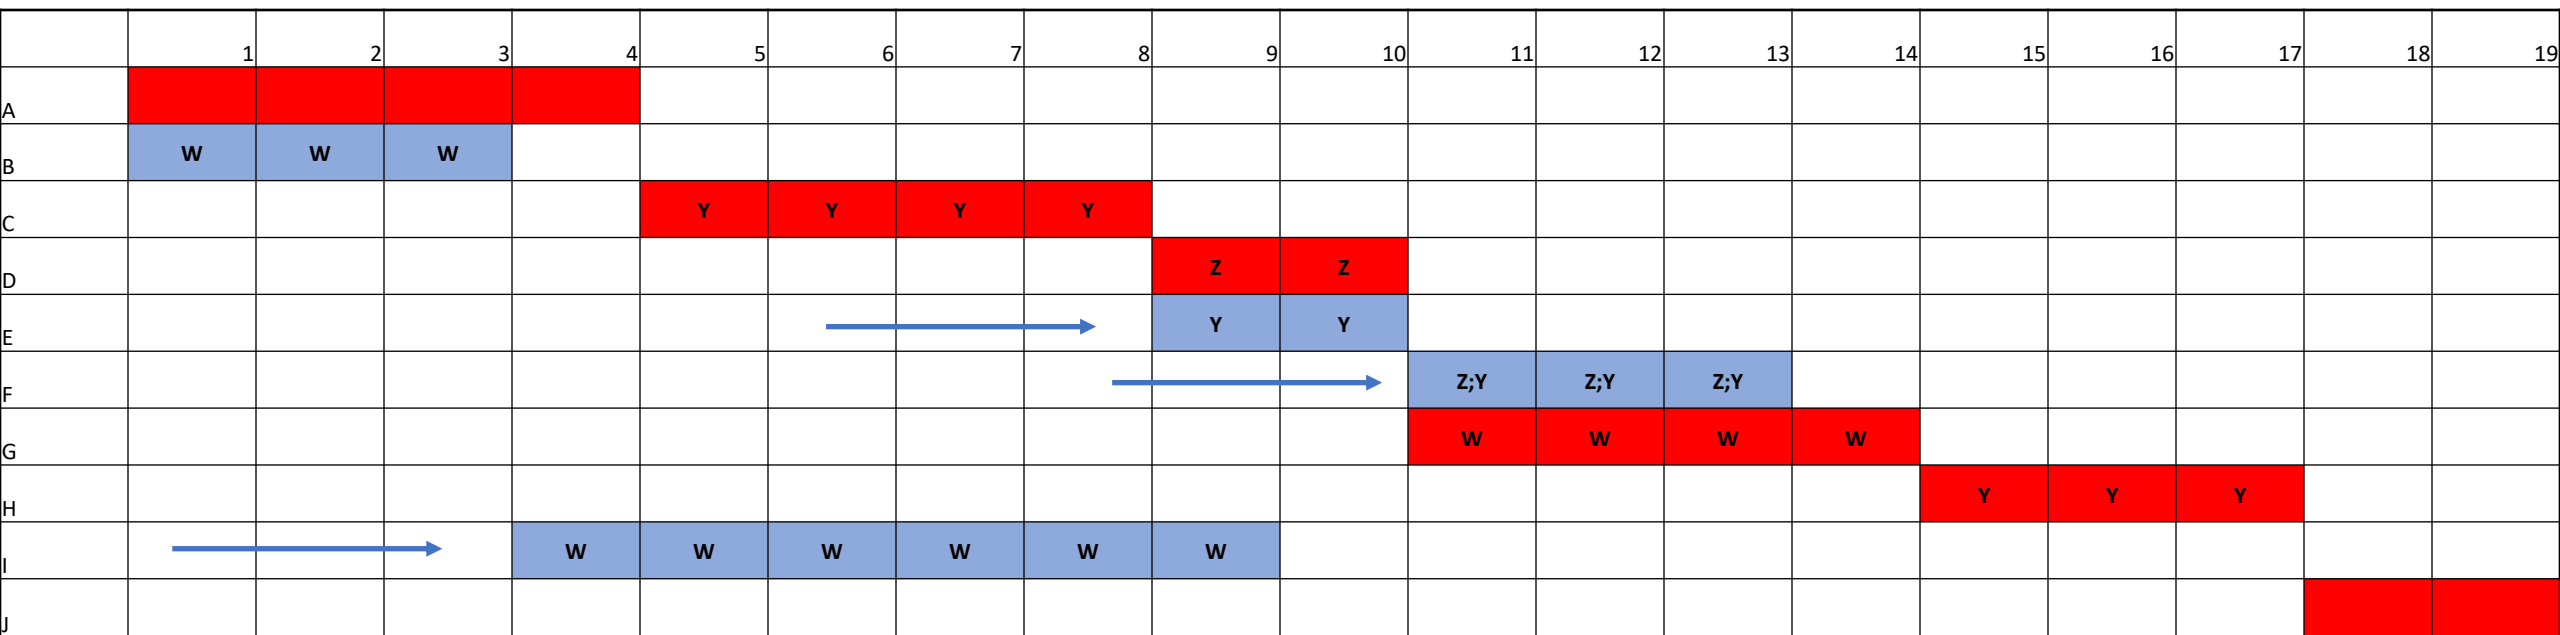 1 2 3 4 5 6 7 8 9 10 11 12 13 14 15 16 17 18 19
A
B W W W
C Y Y Y Y
D Z Z
E Y Y
F Z;Y Z;Y Z;Y
G W W W W
H Y Y Y
I W W W W W W
J